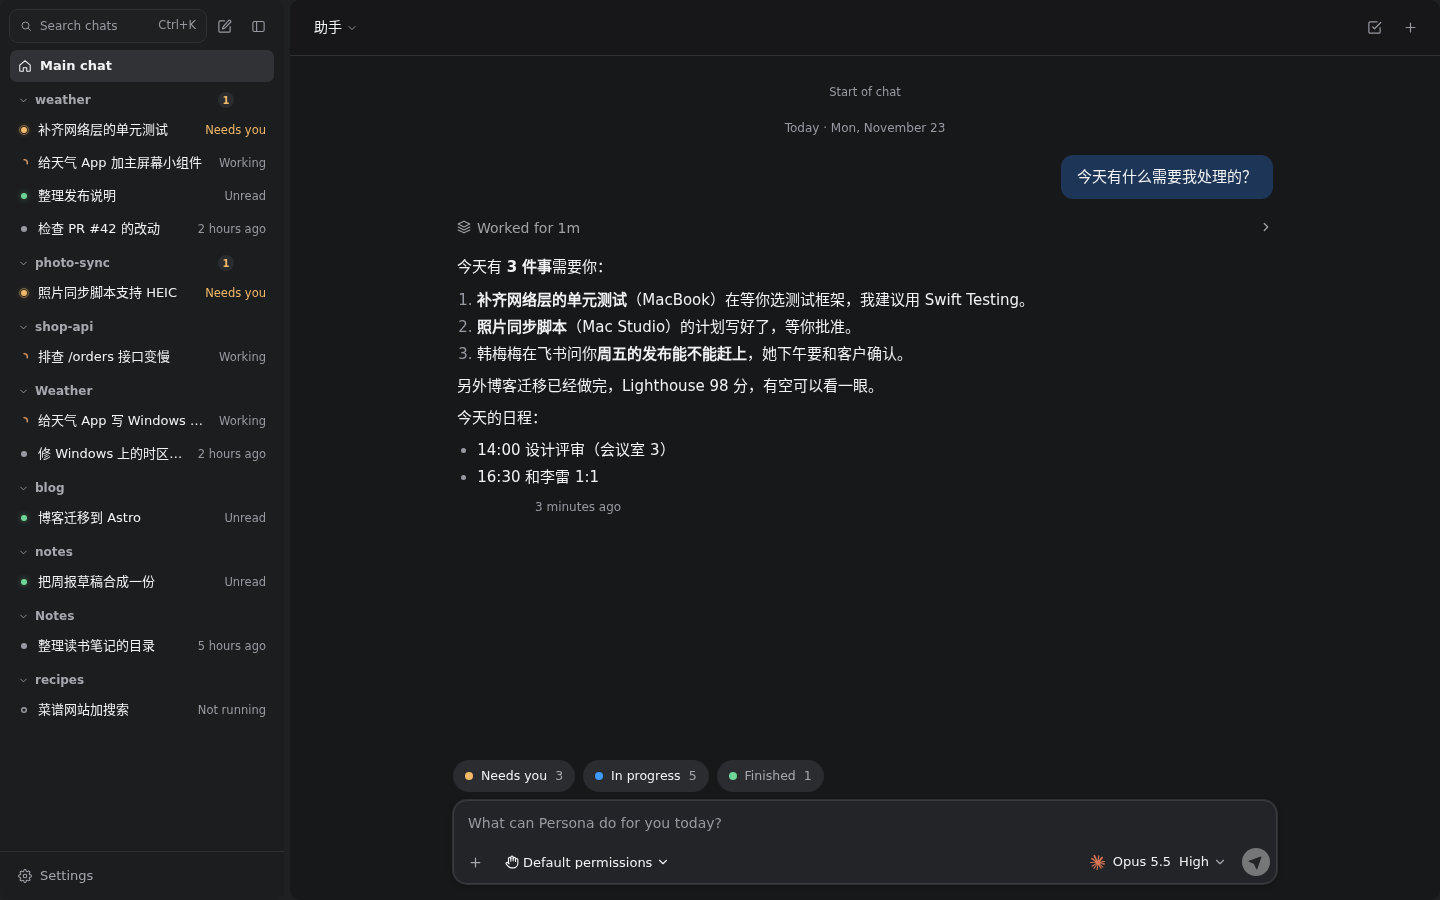 Search chats Ctrl+K
Main chat
weather 1
补齐网络层的单元测试 Needs you
给天气 App 加主屏幕小组件 Working
整理发布说明 Unread
检查 PR #42 的改动 2 hours ago
photo-sync 1
照片同步脚本支持 HEIC Needs you
shop-api
排查 /orders 接口变慢 Working
Weather
给天气 App 写 Windows ... Working
修 Windows 上的时区... 2 hours ago
blog
博客迁移到 Astro Unread
notes
把周报草稿合成一份 Unread
Notes
整理读书笔记的目录 5 hours ago
recipes
菜谱网站加搜索 Not running
Settings
助手
Start of chat
Today · Mon, November 23
今天有什么需要我处理的？
Worked for 1m
今天有 3 件事需要你：
1. 补齐网络层的单元测试（MacBook）在等你选测试框架，我建议用 Swift Testing。
2. 照片同步脚本（Mac Studio）的计划写好了，等你批准。
3. 韩梅梅在飞书问你周五的发布能不能赶上，她下午要和客户确认。
另外博客迁移已经做完，Lighthouse 98 分，有空可以看一眼。
今天的日程：
14:00 设计评审（会议室 3）
16:30 和李雷 1:1
3 minutes ago
Needs you 3 In progress 5 Finished 1
What can Persona do for you today?
Default permissions Opus 5.5 High